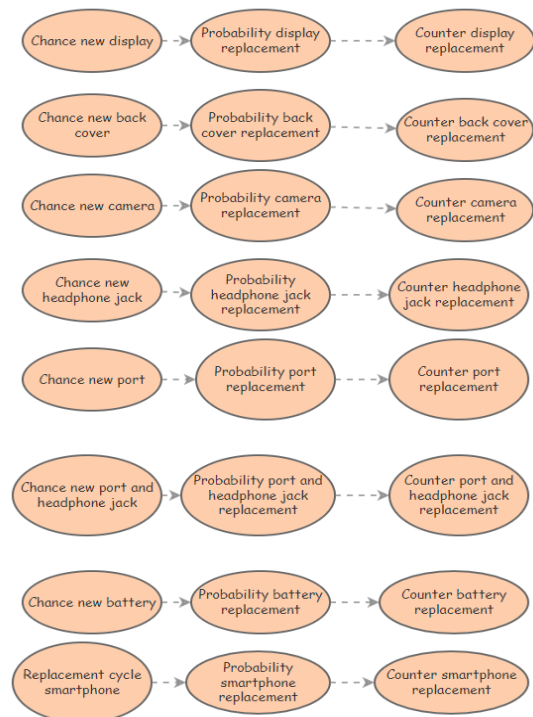 Chance new display
Probability display
replacement
Counter display
replacement
Chance new back
cover
Probability back
cover replacement
Counter back cover
replacement
Chance new camera
Probability camera
replacement
Counter camera
replacement
Chance new
headphone jack
Probability
headphone jack
replacement
Counter headphone
jack replacement
Chance new port
Probability port
replacement
Counter port
replacement
Chance new port and
headphone jack
Probability port and
headphone jack
replacement
Counter port and
headphone jack
replacement
Chance new battery
Probability battery
replacement
Counter battery
replacement
Replacement cycle
smartphone
Probability
smartphone
replacement
Counter smartphone
replacement